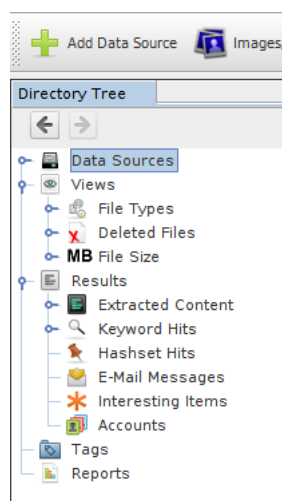 Add Data Source Images
Directory Tree
Data Sources
Views
File Types
Deleted Files
MB File Size
Results
Extracted Content
Keyword Hits
Hashset Hits
E-Mail Messages
Interesting Items
Accounts
Tags
Reports